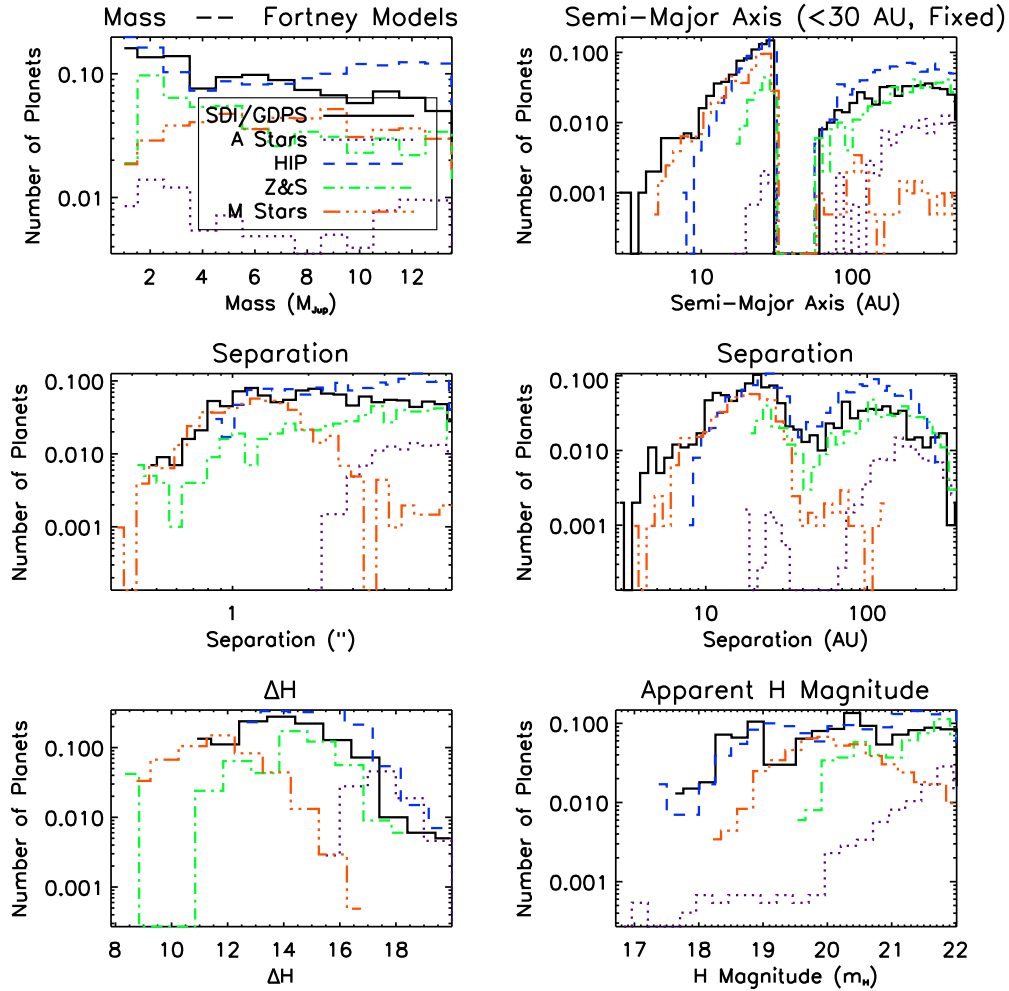 Mass -- Fortney Models
Number of Planets
0.10
0.01
SDI/GDPS
A Stars
HIP
Z&S
M Stars
2 4 6 8 10 12
Mass (MJup)
Semi-Major Axis (<30 AU, Fixed)
Number of Planets
0.100
0.010
0.001
10 100
Semi-Major Axis (AU)
Separation
Number of Planets
0.100
0.010
0.001
1
Separation (")
Separation
Number of Planets
0.100
0.010
0.001
10 100
Separation (AU)
ΔH
Number of Planets
0.100
0.010
0.001
8 10 12 14 16 18
ΔH
Apparent H Magnitude
Number of Planets
0.100
0.010
0.001
17 18 19 20 21 22
H Magnitude (mH)